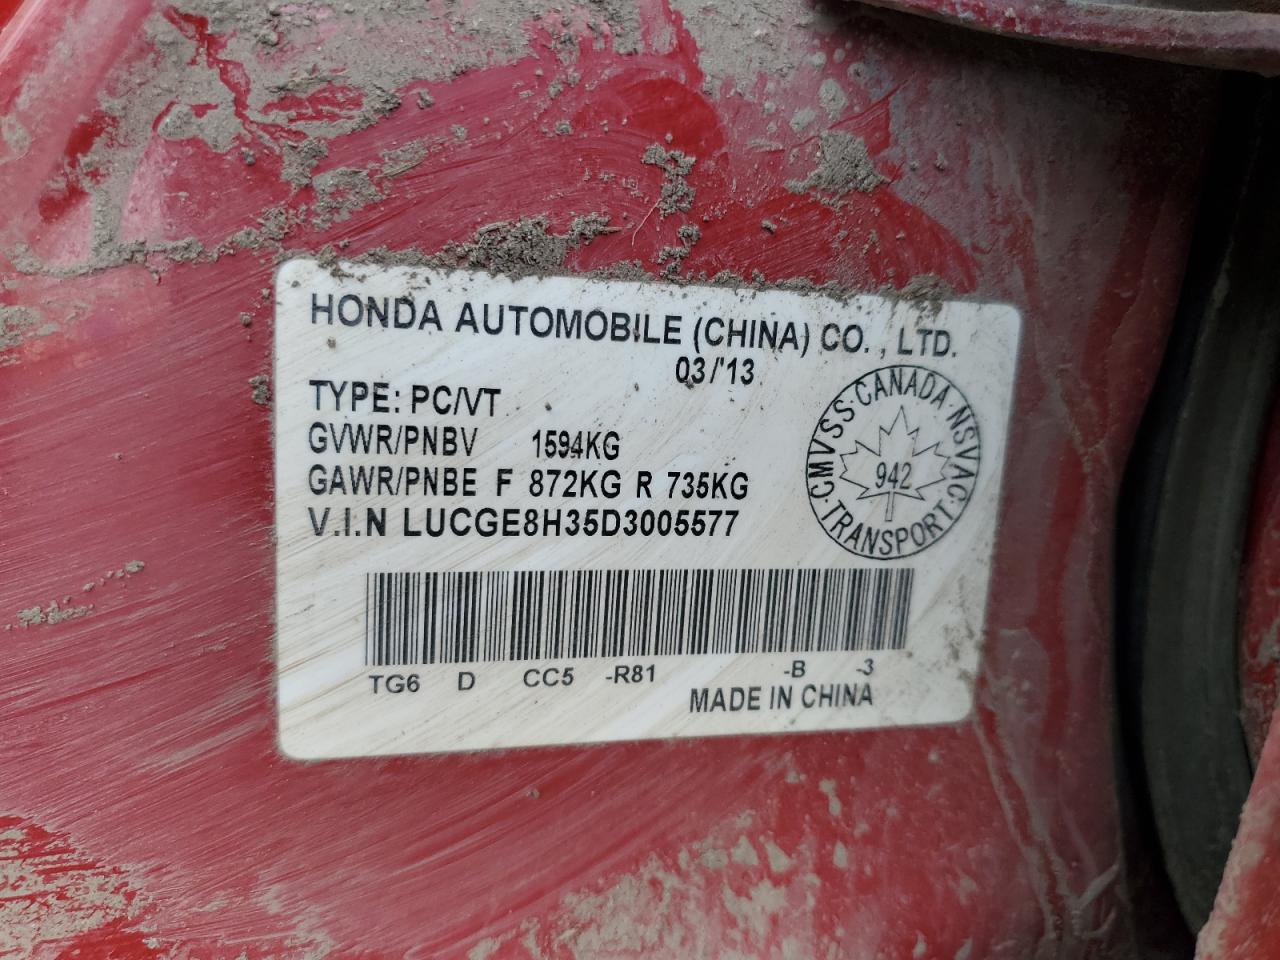 HONDA AUTOMOBILE (CHINA) CO., LTD.
03/'13
TYPE: PC/VT
GVWR/PNBV 1594KG
GAWR/PNBE F 872KG R 735KG
V.I.N LUCGE8H35D3005577
CMVSS·CANADA·NSVAC·TRANSPORT·
942
TG6 D CC5 -R81 -B -3
MADE IN CHINA